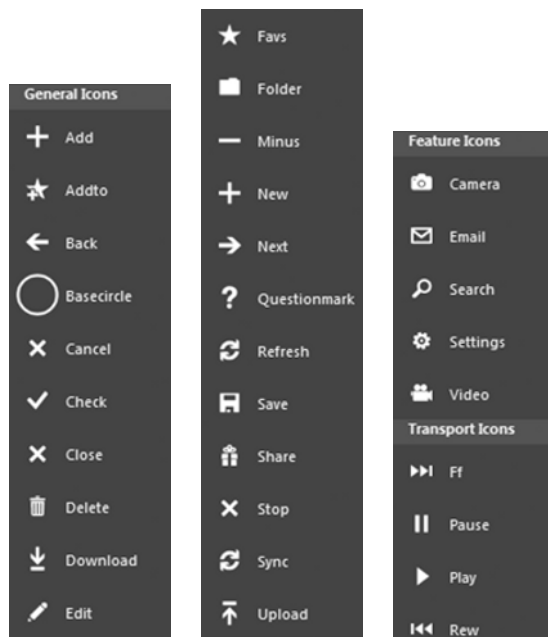 General Icons
Add
Addto
Back
Basecircle
Cancel
Check
Close
Delete
Download
Edit
Favs
Folder
Minus
New
Next
Questionmark
Refresh
Save
Share
Stop
Sync
Upload
Feature Icons
Camera
Email
Search
Settings
Video
Transport Icons
Ff
Pause
Play
Rew